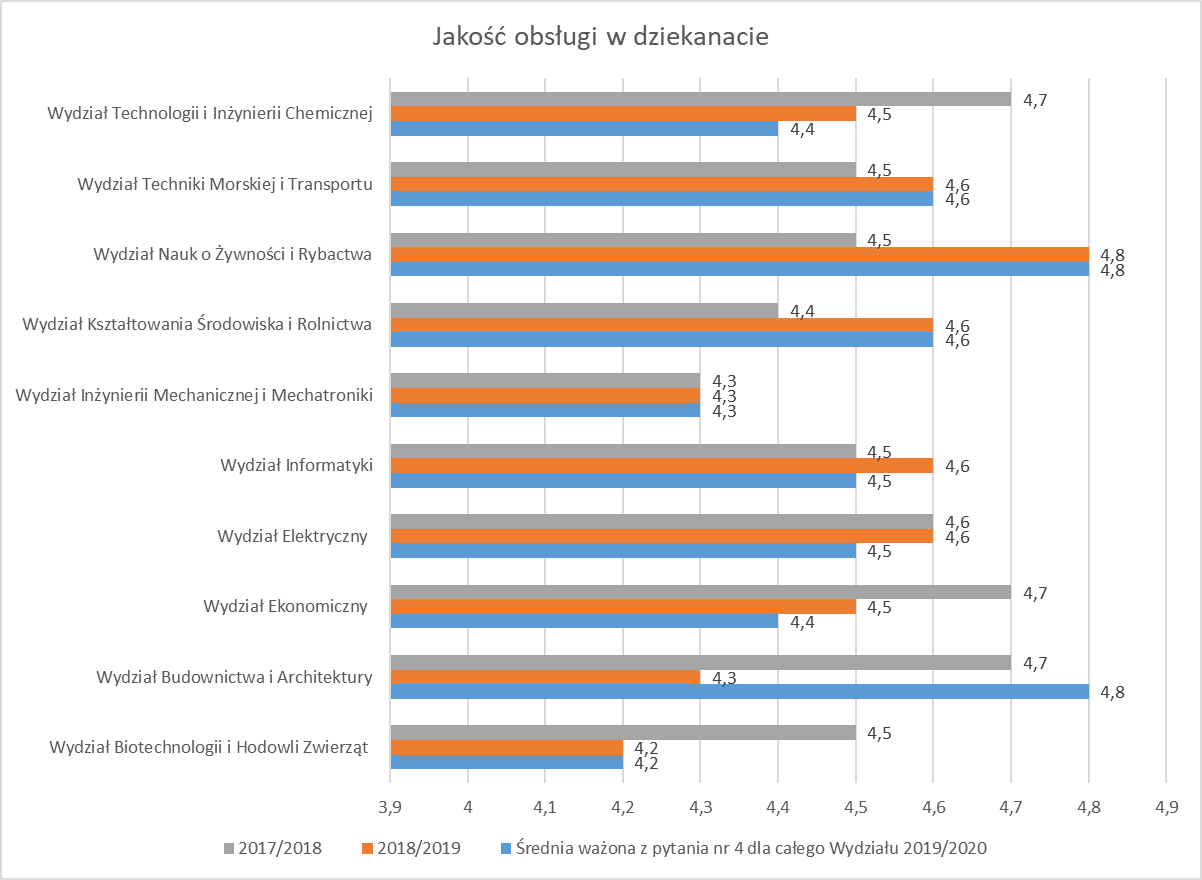 Jakość obsługi w dziekanacie
Wydział Technologii i Inżynierii Chemicznej
4,7
4,5
4,4
Wydział Techniki Morskiej i Transportu
4,5
4,6
4,6
Wydział Nauk o Żywności i Rybactwa
4,5
4,8
4,8
Wydział Kształtowania Środowiska i Rolnictwa
4,4
4,6
4,6
Wydział Inżynierii Mechanicznej i Mechatroniki
4,3
4,3
4,3
Wydział Informatyki
4,5
4,6
4,5
Wydział Elektryczny
4,6
4,6
4,5
Wydział Ekonomiczny
4,7
4,5
4,4
Wydział Budownictwa i Architektury
4,7
4,3
4,8
Wydział Biotechnologii i Hodowli Zwierząt
4,5
4,2
4,2
3,9 4 4,1 4,2 4,3 4,4 4,5 4,6 4,7 4,8 4,9
2017/2018 2018/2019 Średnia ważona z pytania nr 4 dla całego Wydziału 2019/2020